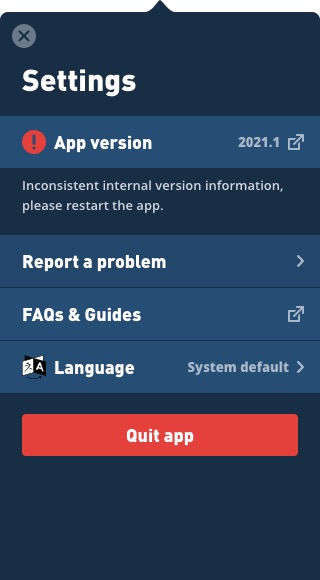 Settings
App version 2021.1
Inconsistent internal version information,
please restart the app.
Report a problem
FAQs & Guides
Language System default
Quit app